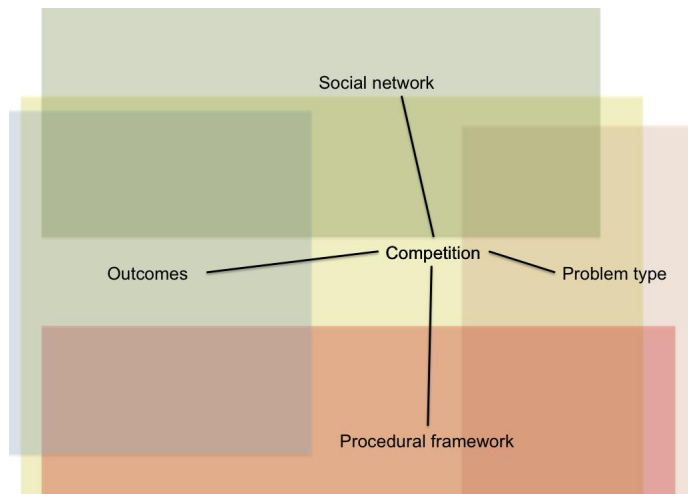 Social network
Competition
Outcomes
Problem type
Procedural framework